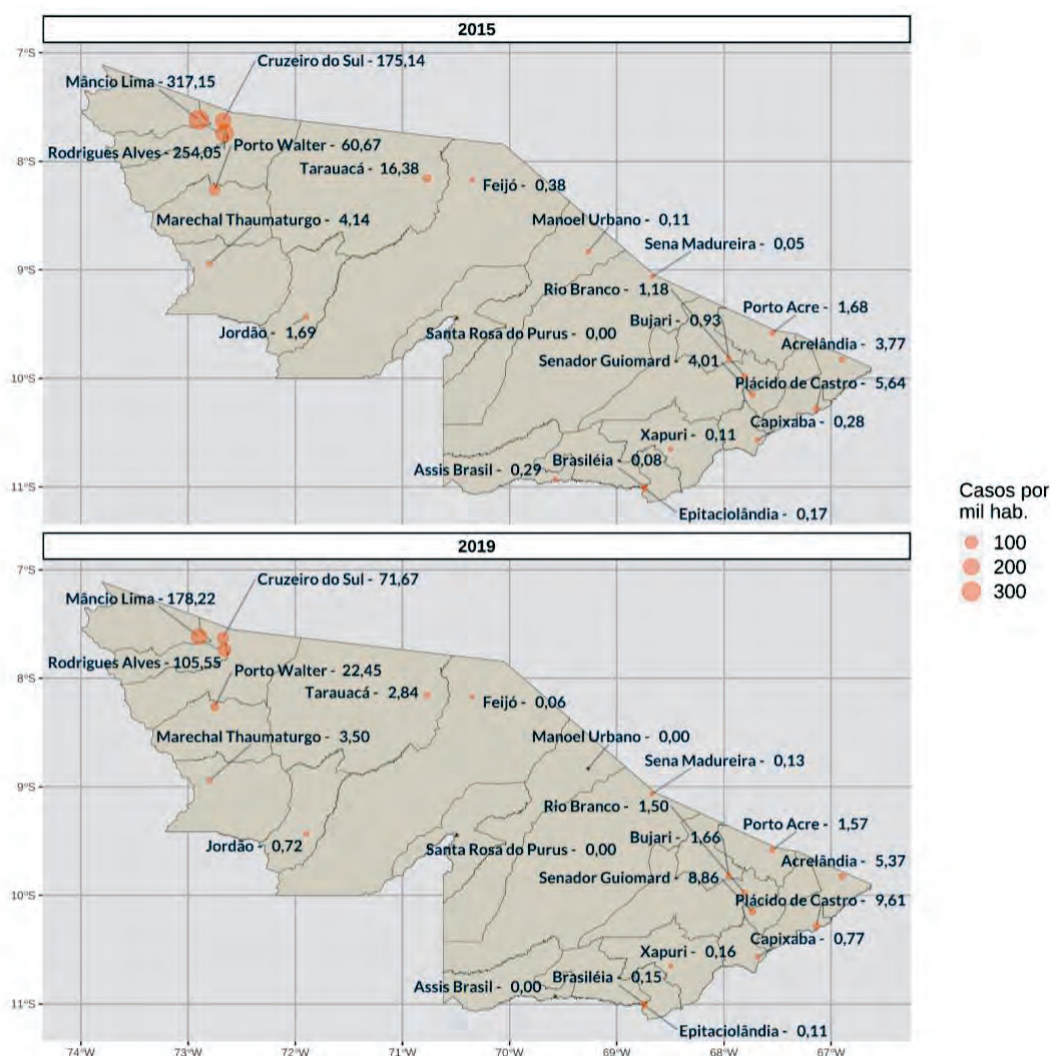 2015
7°S
8°S
9°S
10°S
11°S
Cruzeiro do Sul - 175,14
Mâncio Lima - 317,15
Rodrigues Alves - 254,05
Porto Walter - 60,67
Tarauacá - 16,38
Feijó - 0,38
Marechal Thaumaturgo - 4,14
Manoel Urbano - 0,11
Sena Madureira - 0,05
Rio Branco - 1,18
Porto Acre - 1,68
Jordão - 1,69
Santa Rosa do Purus - 0,00
Bujari - 0,93
Acrelândia - 3,77
Senador Guiomard - 4,01
Plácido de Castro - 5,64
Capixaba - 0,28
Xapuri - 0,11
Assis Brasil - 0,29
Brasiléia - 0,08
Epitaciolândia - 0,17
2019
7°S
8°S
9°S
10°S
11°S
Cruzeiro do Sul - 71,67
Mâncio Lima - 178,22
Rodrigues Alves - 105,55
Porto Walter - 22,45
Tarauacá - 2,84
Feijó - 0,06
Marechal Thaumaturgo - 3,50
Manoel Urbano - 0,00
Sena Madureira - 0,13
Rio Branco - 1,50
Porto Acre - 1,57
Jordão - 0,72
Santa Rosa do Purus - 0,00
Bujari - 1,66
Acrelândia - 5,37
Senador Guiomard - 8,86
Plácido de Castro - 9,61
Capixaba - 0,77
Xapuri - 0,16
Assis Brasil - 0,00
Brasiléia - 0,15
Epitaciolândia - 0,11
74°W 73°W 72°W 71°W 70°W 69°W 68°W 67°W
Casos por
mil hab.
100
200
300